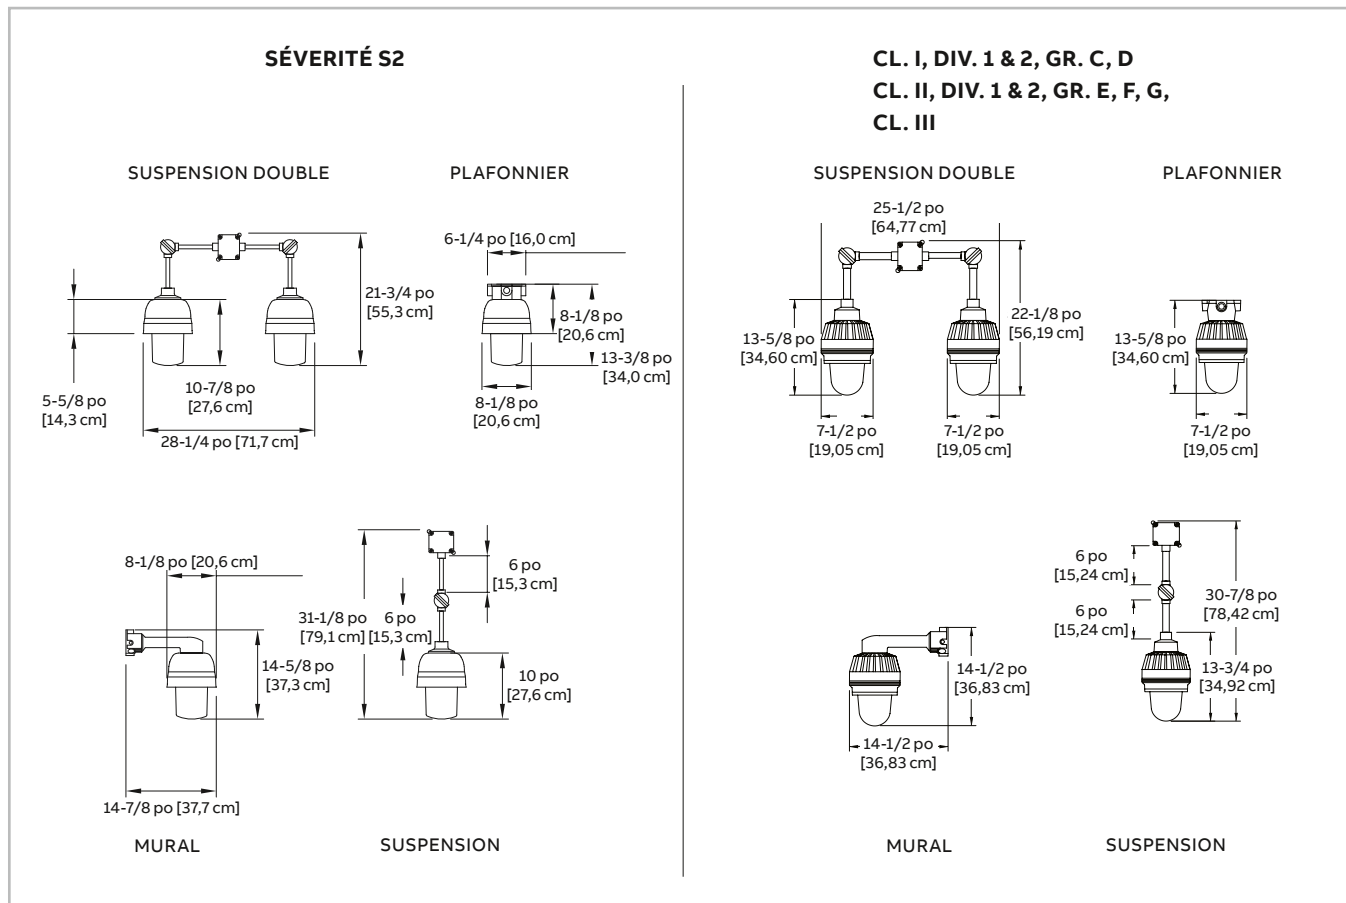 SÉVERITÉ S2
SUSPENSION DOUBLE
PLAFONNIER
21-3/4 po
[55,3 cm]
10-7/8 po
[27,6 cm]
5-5/8 po
[14,3 cm]
28-1/4 po [71,7 cm]
6-1/4 po [16,0 cm]
8-1/8 po
[20,6 cm]
13-3/8 po
[34,0 cm]
8-1/8 po
[20,6 cm]
8-1/8 po [20,6 cm]
14-5/8 po
[37,3 cm]
14-7/8 po [37,7 cm]
MURAL
6 po
[15,3 cm]
31-1/8 po
[79,1 cm]
6 po
[15,3 cm]
10 po
[27,6 cm]
SUSPENSION
CL. I, DIV. 1 & 2, GR. C, D
CL. II, DIV. 1 & 2, GR. E, F, G,
CL. III
SUSPENSION DOUBLE
PLAFONNIER
25-1/2 po
[64,77 cm]
22-1/8 po
[56,19 cm]
13-5/8 po
[34,60 cm]
7-1/2 po
[19,05 cm]
7-1/2 po
[19,05 cm]
13-5/8 po
[34,60 cm]
7-1/2 po
[19,05 cm]
14-1/2 po
[36,83 cm]
14-1/2 po
[36,83 cm]
MURAL
6 po
[15,24 cm]
6 po
[15,24 cm]
30-7/8 po
[78,42 cm]
13-3/4 po
[34,92 cm]
SUSPENSION